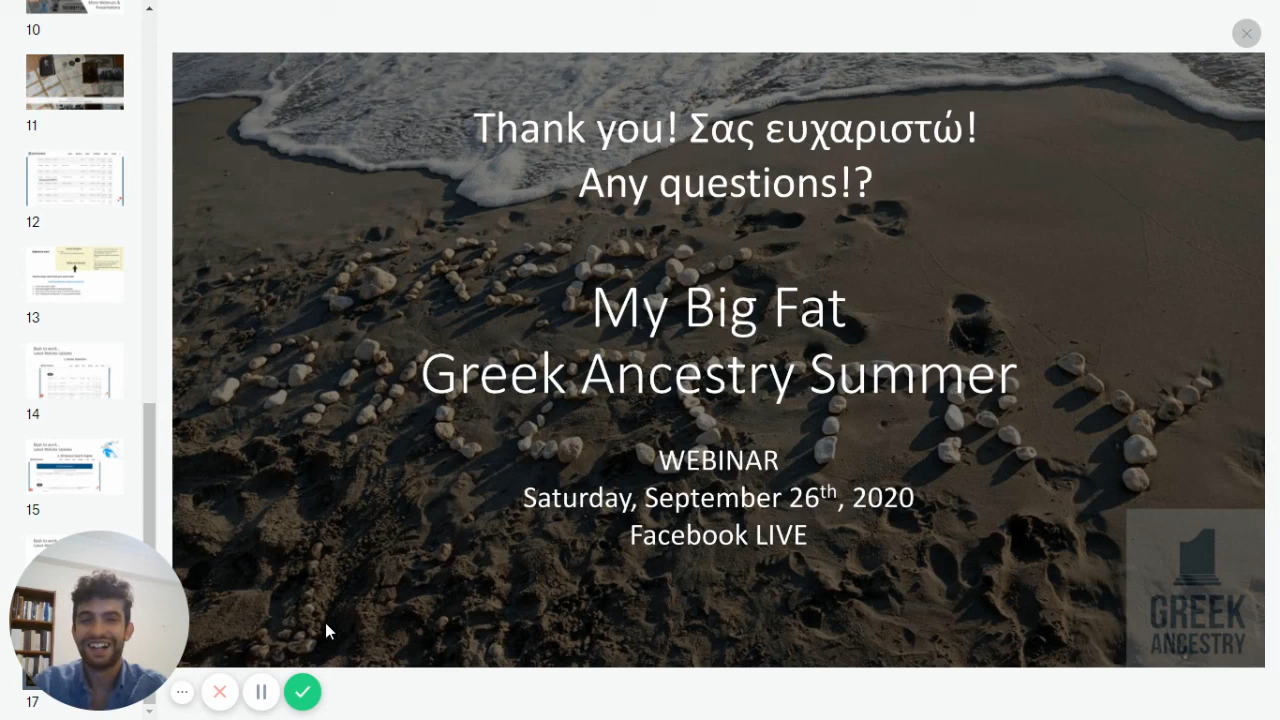 Thank you! Σας ευχαριστώ!
Any questions!?
My Big Fat
Greek Ancestry Summer
WEBINAR
Saturday, September 26th, 2020
Facebook LIVE
GREEK
ANCESTRY
10
11
12
13
14
15
17